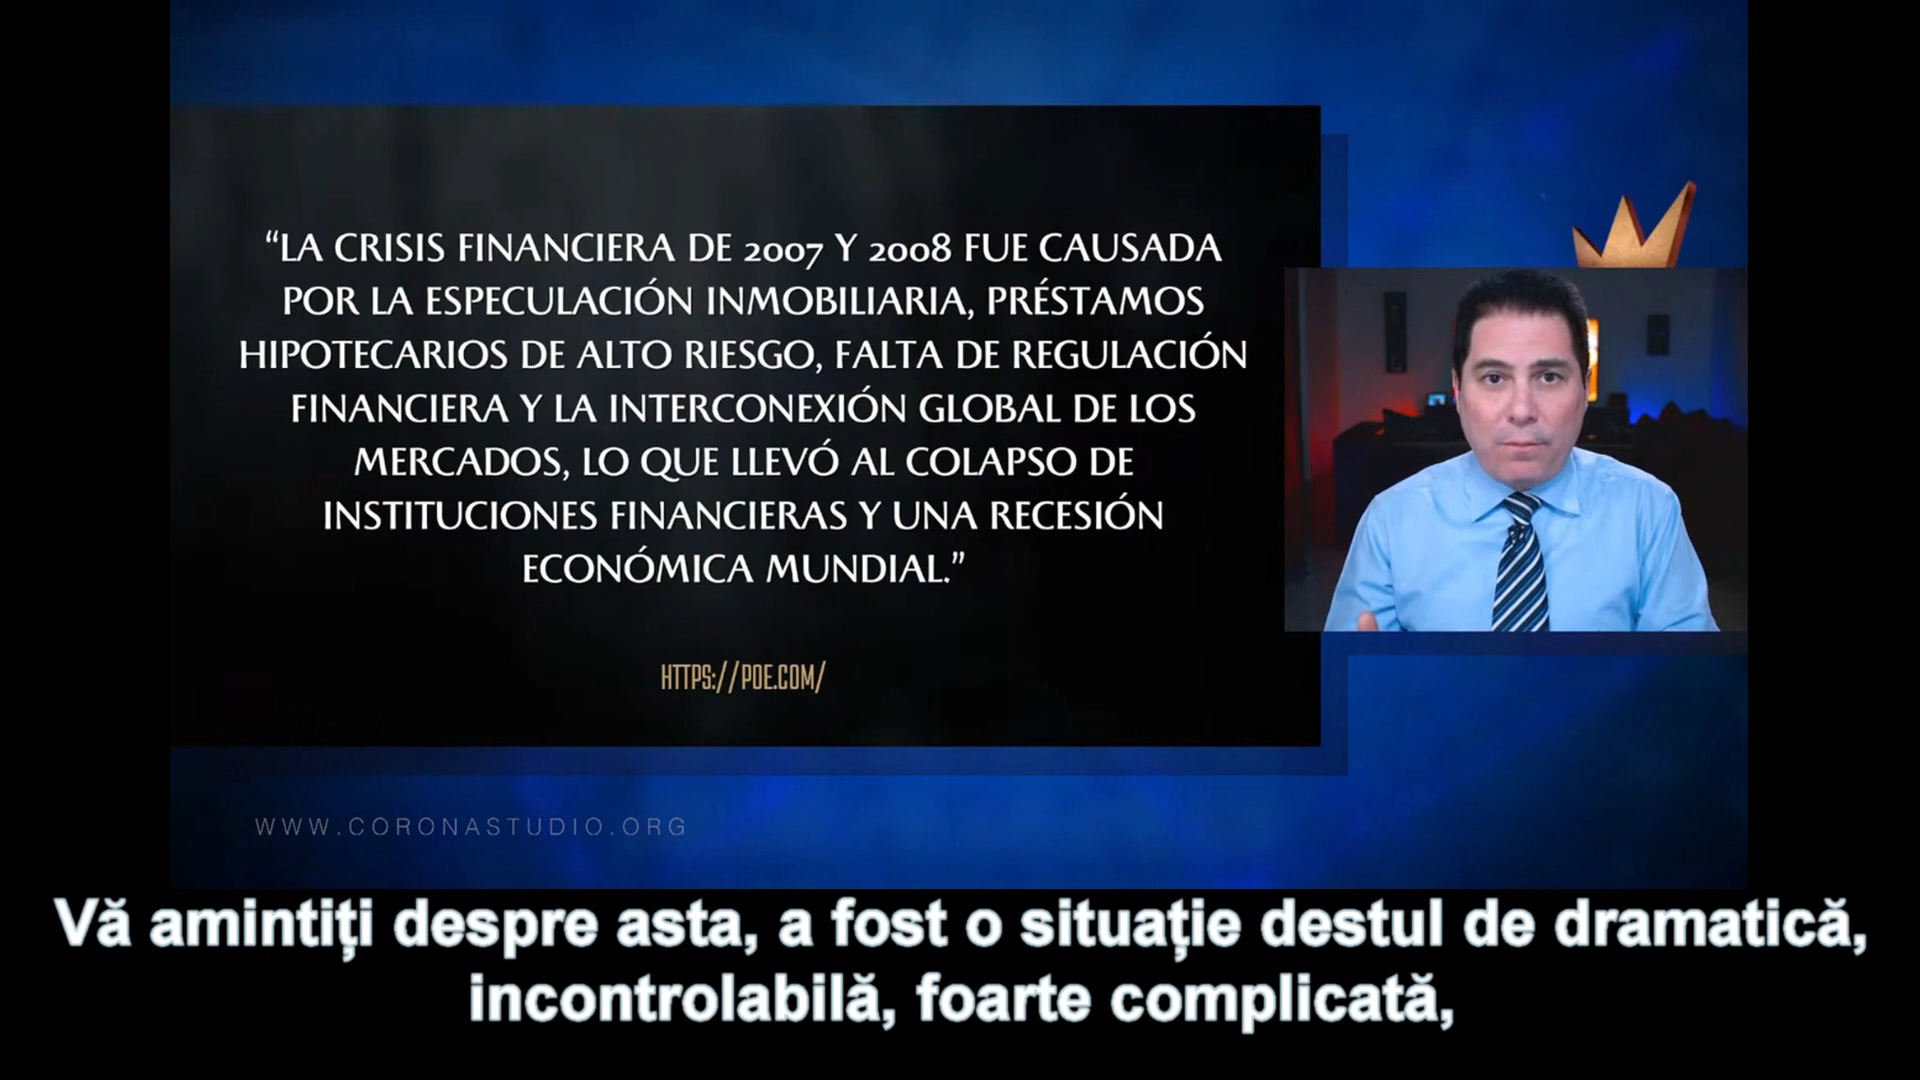 “LA CRISIS FINANCIERA DE 2007 Y 2008 FUE CAUSADA
POR LA ESPECULACIÓN INMOBILIARIA, PRÉSTAMOS
HIPOTECARIOS DE ALTO RIESGO, FALTA DE REGULACIÓN
FINANCIERA Y LA INTERCONEXIÓN GLOBAL DE LOS
MERCADOS, LO QUE LLEVÓ AL COLAPSO DE
INSTITUCIONES FINANCIERAS Y UNA RECESIÓN
ECONÓMICA MUNDIAL.”
HTTPS://POE.COM/
WWW.CORONASTUDIO.ORG
Vă amintiți despre asta, a fost o situație destul de dramatică,
incontrolabilă, foarte complicată,